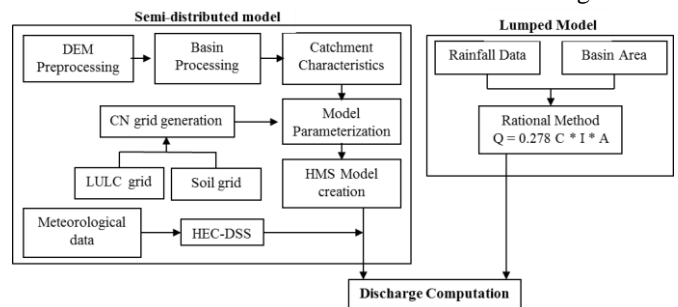 Semi-distributed model
DEM
Preprocessing
Basin
Processing
Catchment
Characteristics
CN grid generation
Model
Parameterization
LULC grid
Soil grid
HMS Model
creation
Meteorological
data
HEC-DSS
Lumped Model
Rainfall Data
Basin Area
Rational Method
Q = 0.278 C * I * A
Discharge Computation